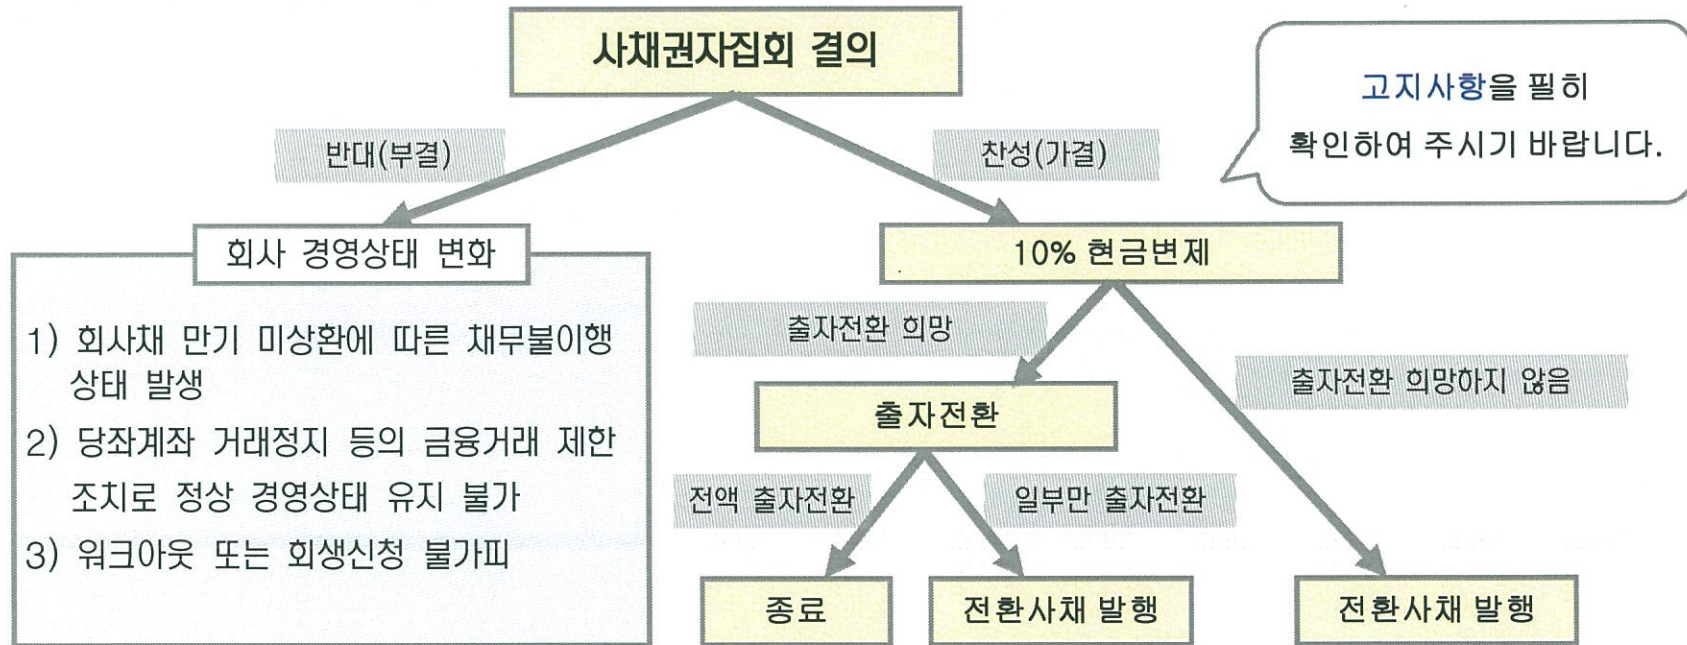 사채권자집회 결의
고지사항을 필히
확인하여 주시기 바랍니다.
반대(부결)
찬성(가결)
회사 경영상태 변화
1) 회사채 만기 미상환에 따른 채무불이행
상태 발생
2) 당좌계좌 거래정지 등의 금융거래 제한
조치로 정상 경영상태 유지 불가
3) 워크아웃 또는 회생신청 불가피
10% 현금변제
출자전환 희망
출자전환 희망하지 않음
출자전환
전액 출자전환
일부만 출자전환
종료
전환사채 발행
전환사채 발행